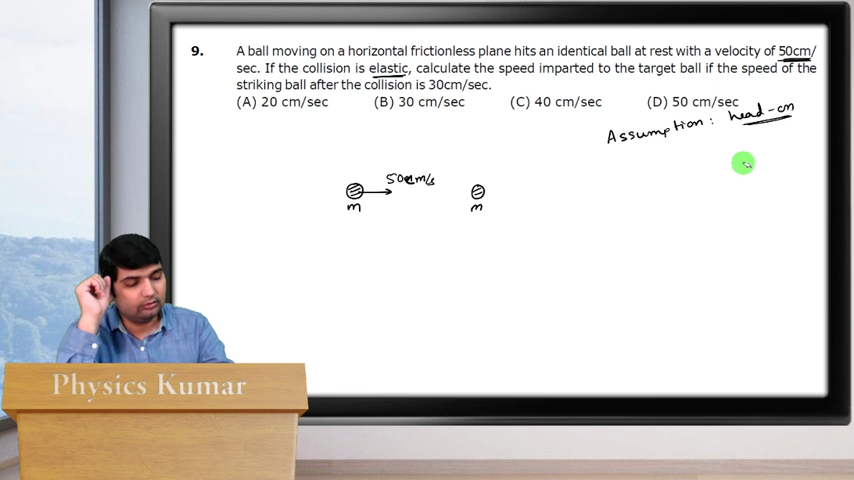 9. A ball moving on a horizontal frictionless plane hits an identical ball at rest with a velocity of 50cm/
sec. If the collision is elastic, calculate the speed imparted to the target ball if the speed of the
striking ball after the collision is 30cm/sec.
(A) 20 cm/sec (B) 30 cm/sec (C) 40 cm/sec (D) 50 cm/sec
Assumption: head-on
50cm/s
m m
Physics Kumar